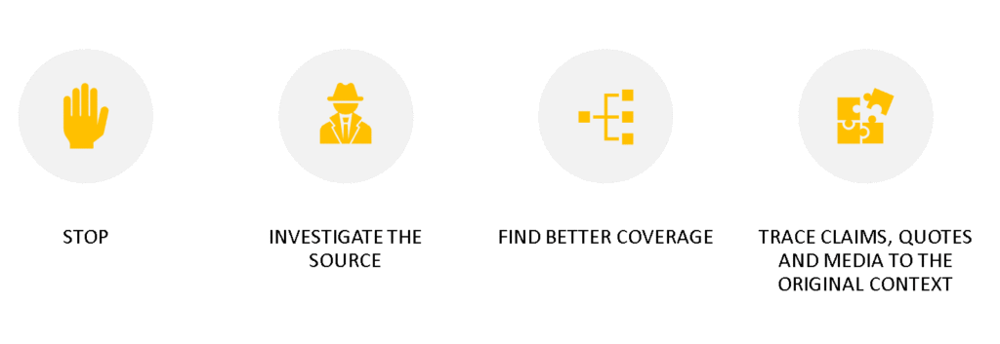 STOP
INVESTIGATE THE
SOURCE
FIND BETTER COVERAGE
TRACE CLAIMS, QUOTES
AND MEDIA TO THE
ORIGINAL CONTEXT